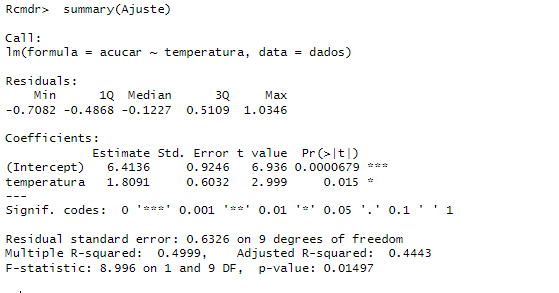 Rcmdr>  summary(Ajuste)
Call:
lm(formula = acucar ~ temperatura, data = dados)
Residuals:
    Min      1Q  Median      3Q     Max
-0.7082 -0.4868 -0.1227  0.5109  1.0346
Coefficients:
            Estimate Std. Error t value  Pr(>|t|)
(Intercept)   6.4136     0.9246   6.936 0.0000679 ***
temperatura   1.8091     0.6032   2.999     0.015 *
---
Signif. codes:  0 '***' 0.001 '**' 0.01 '*' 0.05 '.' 0.1 ' ' 1
Residual standard error: 0.6326 on 9 degrees of freedom
Multiple R-squared:  0.4999,    Adjusted R-squared:  0.4443
F-statistic: 8.996 on 1 and 9 DF,  p-value: 0.01497